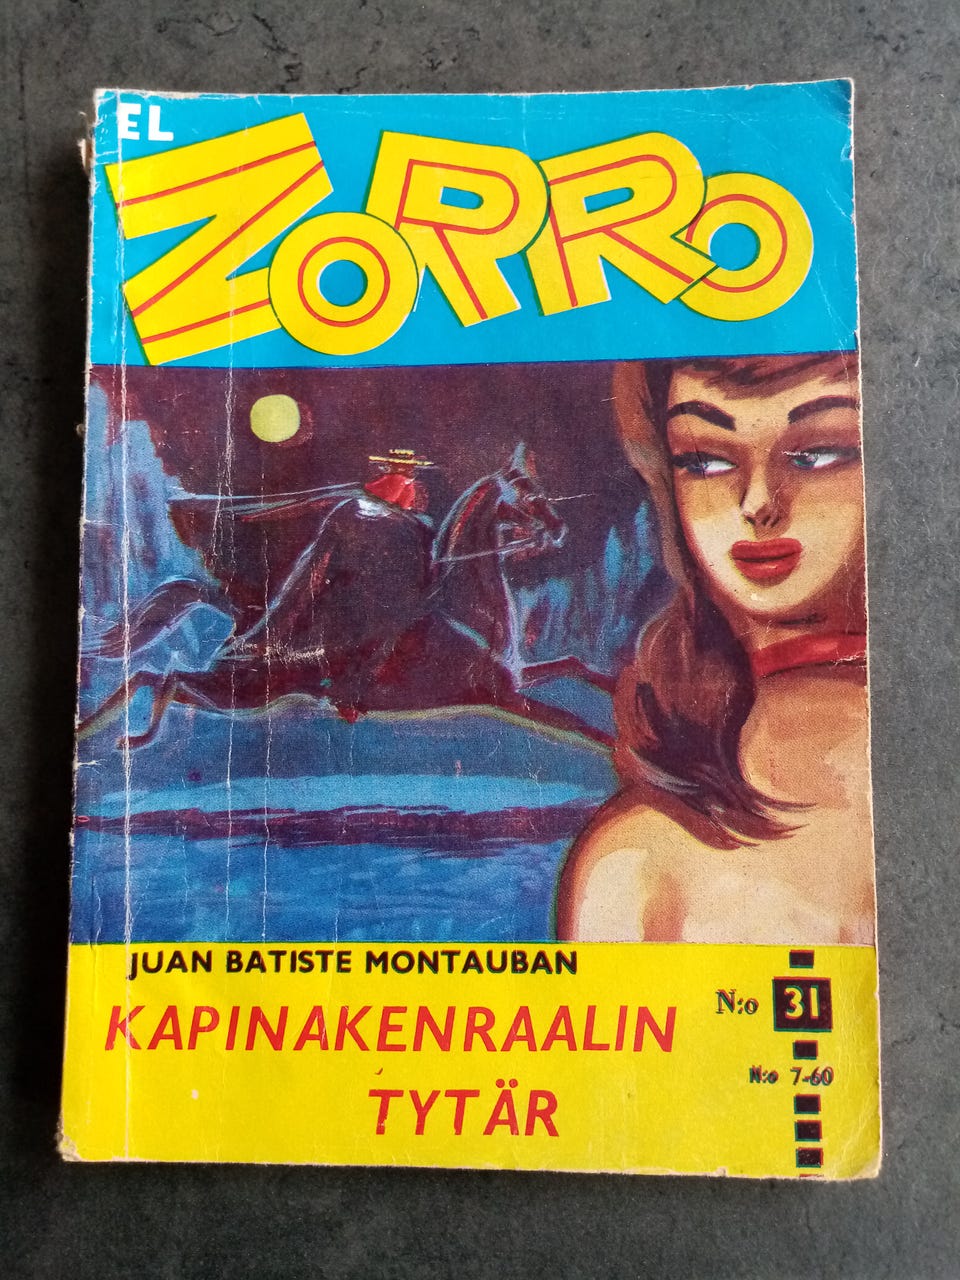 EL
ZORRO
JUAN BATISTE MONTAUBAN
KAPINAKENRAALIN
TYTÄR
N:o 31
N:o 7-60